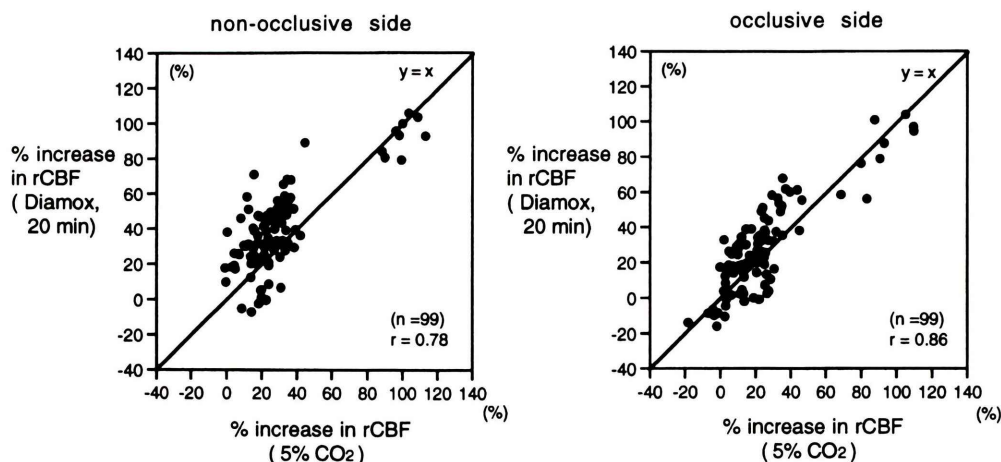 non-occlusive side
140
120
100
80
60
40
20
0
-20
-40
(%)
y = x
% increase
in rCBF
( Diamox,
20 min)
(n =99)
r = 0.78
-40 -20 0 20 40 60 80 100 120 140
(%)
% increase in rCBF
( 5% CO₂)
occlusive side
140
120
100
80
60
40
20
0
-20
-40
(%)
y = x
% increase
in rCBF
( Diamox,
20 min)
(n =99)
r = 0.86
-40 -20 0 20 40 60 80 100 120 140
(%)
% increase in rCBF
( 5% CO₂)